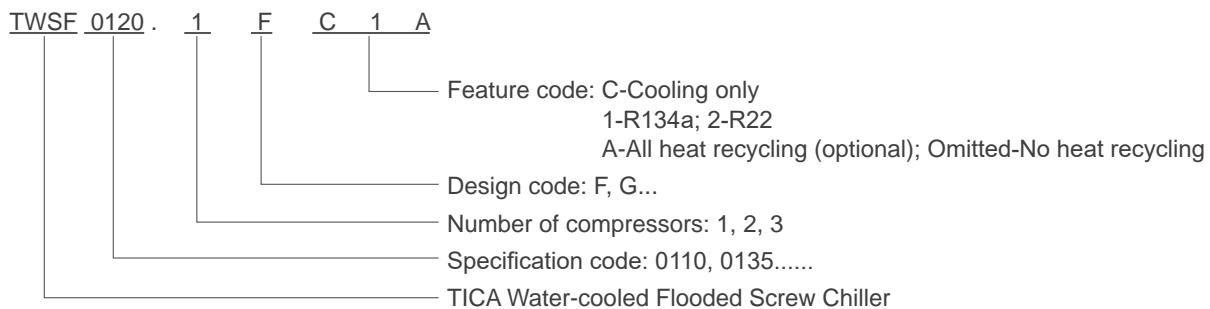 TWSF 0120 . 1 F C 1 A
Feature code: C-Cooling only
1-R134a; 2-R22
A-All heat recycling (optional); Omitted-No heat recycling
Design code: F, G...
Number of compressors: 1, 2, 3
Specification code: 0110, 0135......
TICA Water-cooled Flooded Screw Chiller